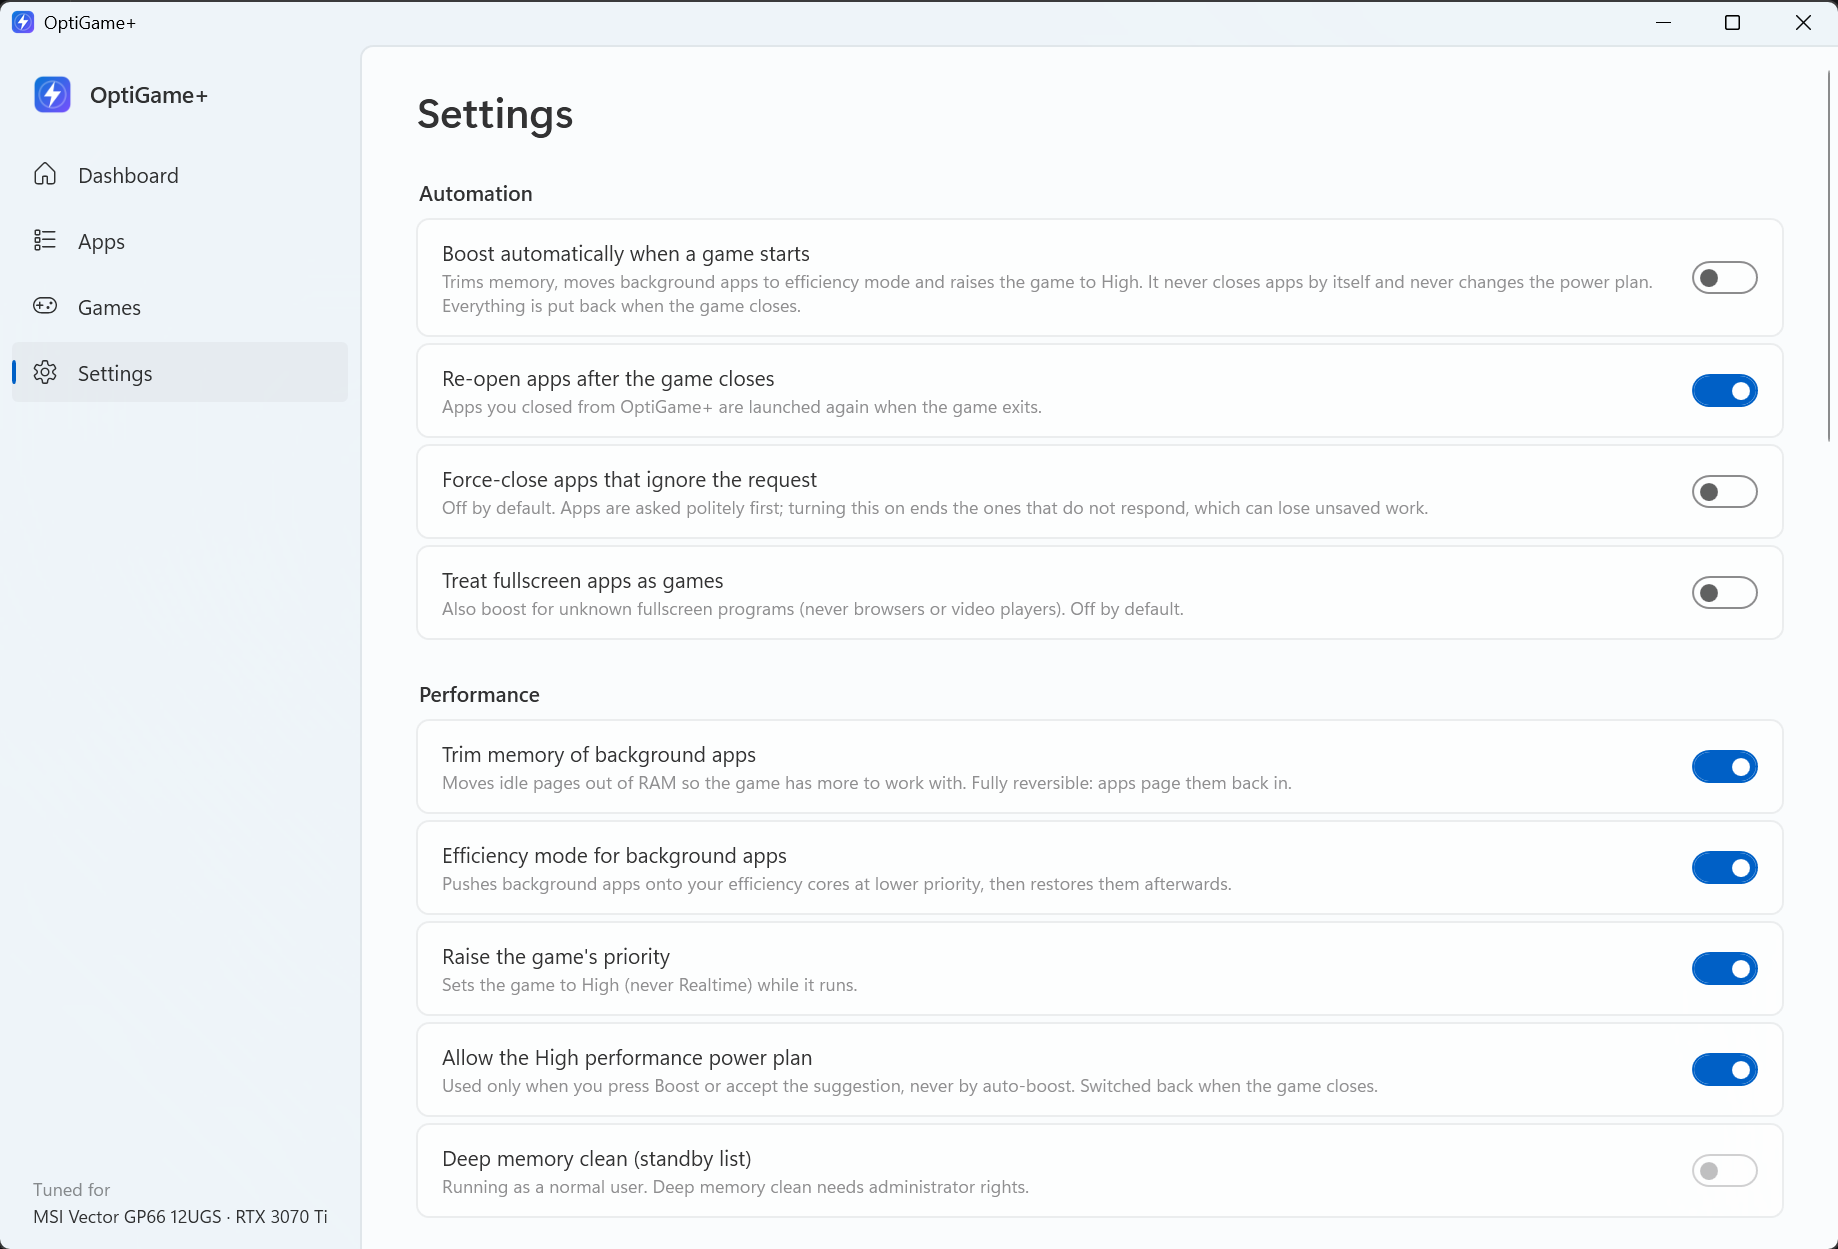 OptiGame+
OptiGame+
Dashboard
Apps
Games
Settings
Tuned for
MSI Vector GP66 12UGS · RTX 3070 Ti
Settings
Automation
Boost automatically when a game starts
Trims memory, moves background apps to efficiency mode and raises the game to High. It never closes apps by itself and never changes the power plan.
Everything is put back when the game closes.
Re-open apps after the game closes
Apps you closed from OptiGame+ are launched again when the game exits.
Force-close apps that ignore the request
Off by default. Apps are asked politely first; turning this on ends the ones that do not respond, which can lose unsaved work.
Treat fullscreen apps as games
Also boost for unknown fullscreen programs (never browsers or video players). Off by default.
Performance
Trim memory of background apps
Moves idle pages out of RAM so the game has more to work with. Fully reversible: apps page them back in.
Efficiency mode for background apps
Pushes background apps onto your efficiency cores at lower priority, then restores them afterwards.
Raise the game's priority
Sets the game to High (never Realtime) while it runs.
Allow the High performance power plan
Used only when you press Boost or accept the suggestion, never by auto-boost. Switched back when the game closes.
Deep memory clean (standby list)
Running as a normal user. Deep memory clean needs administrator rights.